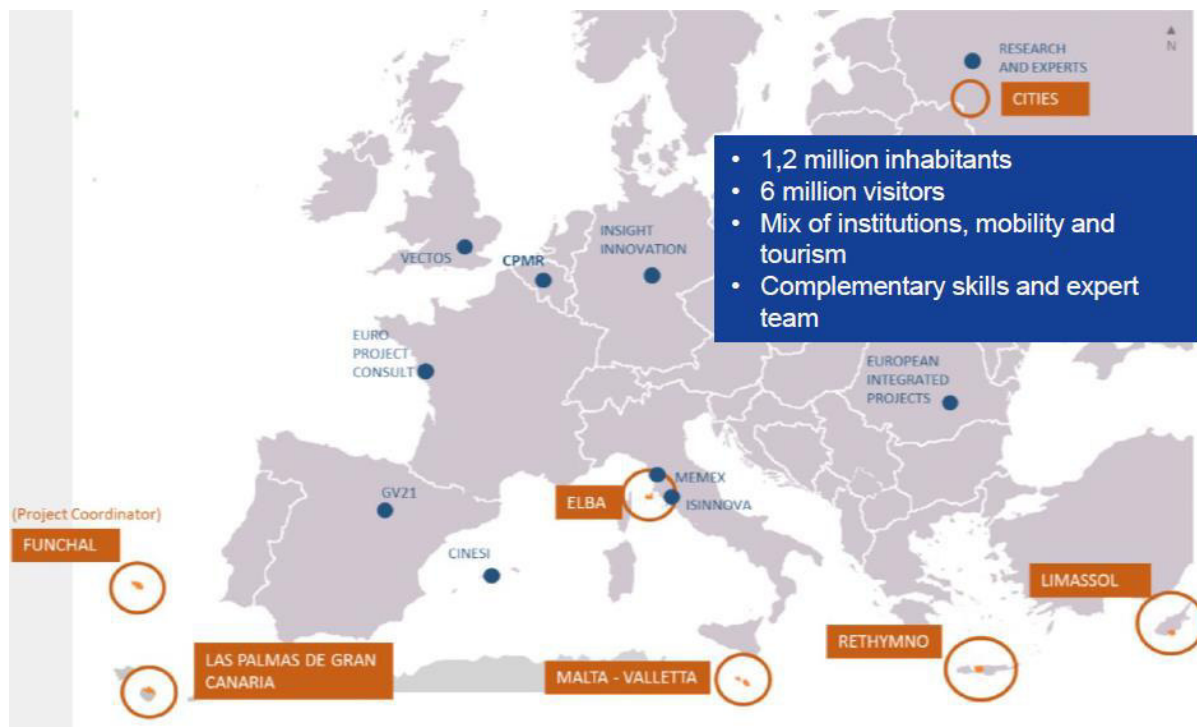 N
RESEARCH
AND EXPERTS
CITIES
• 1,2 million inhabitants
• 6 million visitors
• Mix of institutions, mobility and
tourism
• Complementary skills and expert
team
INSIGHT
INNOVATION
VECTOS
CPMR
EURO
PROJECT
CONSULT
EUROPEAN
INTEGRATED
PROJECTS
MEMEX
ELBA
ISINNOVA
GV21
(Project Coordinator)
FUNCHAL
CINESI
LIMASSOL
RETHYMNO
LAS PALMAS DE GRAN
CANARIA
MALTA - VALLETTA